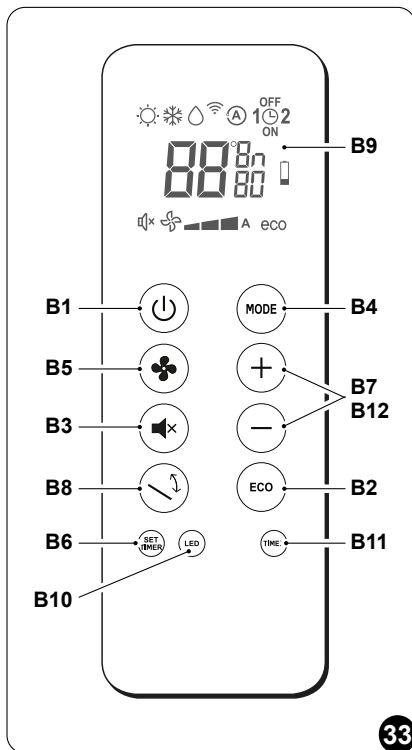 OFF
A 1 2
ON
B9
88°8n
80
A eco
B1
MODE
B4
B5
B7
B12
B3
B8
ECO
B2
B6
SET
TIMER
LED
TIME
B11
B10
33